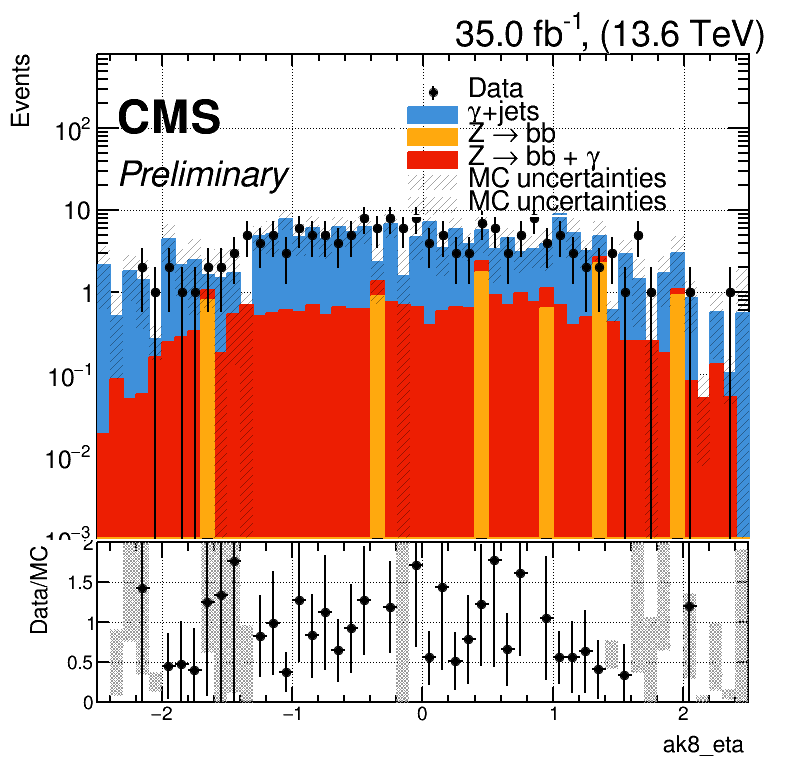 35.0 fb-1, (13.6 TeV)
Events
CMS
Preliminary
Data
γ+jets
Z → bb
Z → bb + γ
MC uncertainties
MC uncertainties
10²
10
1
10⁻¹
10⁻²
10⁻³
Data/MC
2
1.5
1
0.5
0
−2 −1 0 1 2
ak8_eta